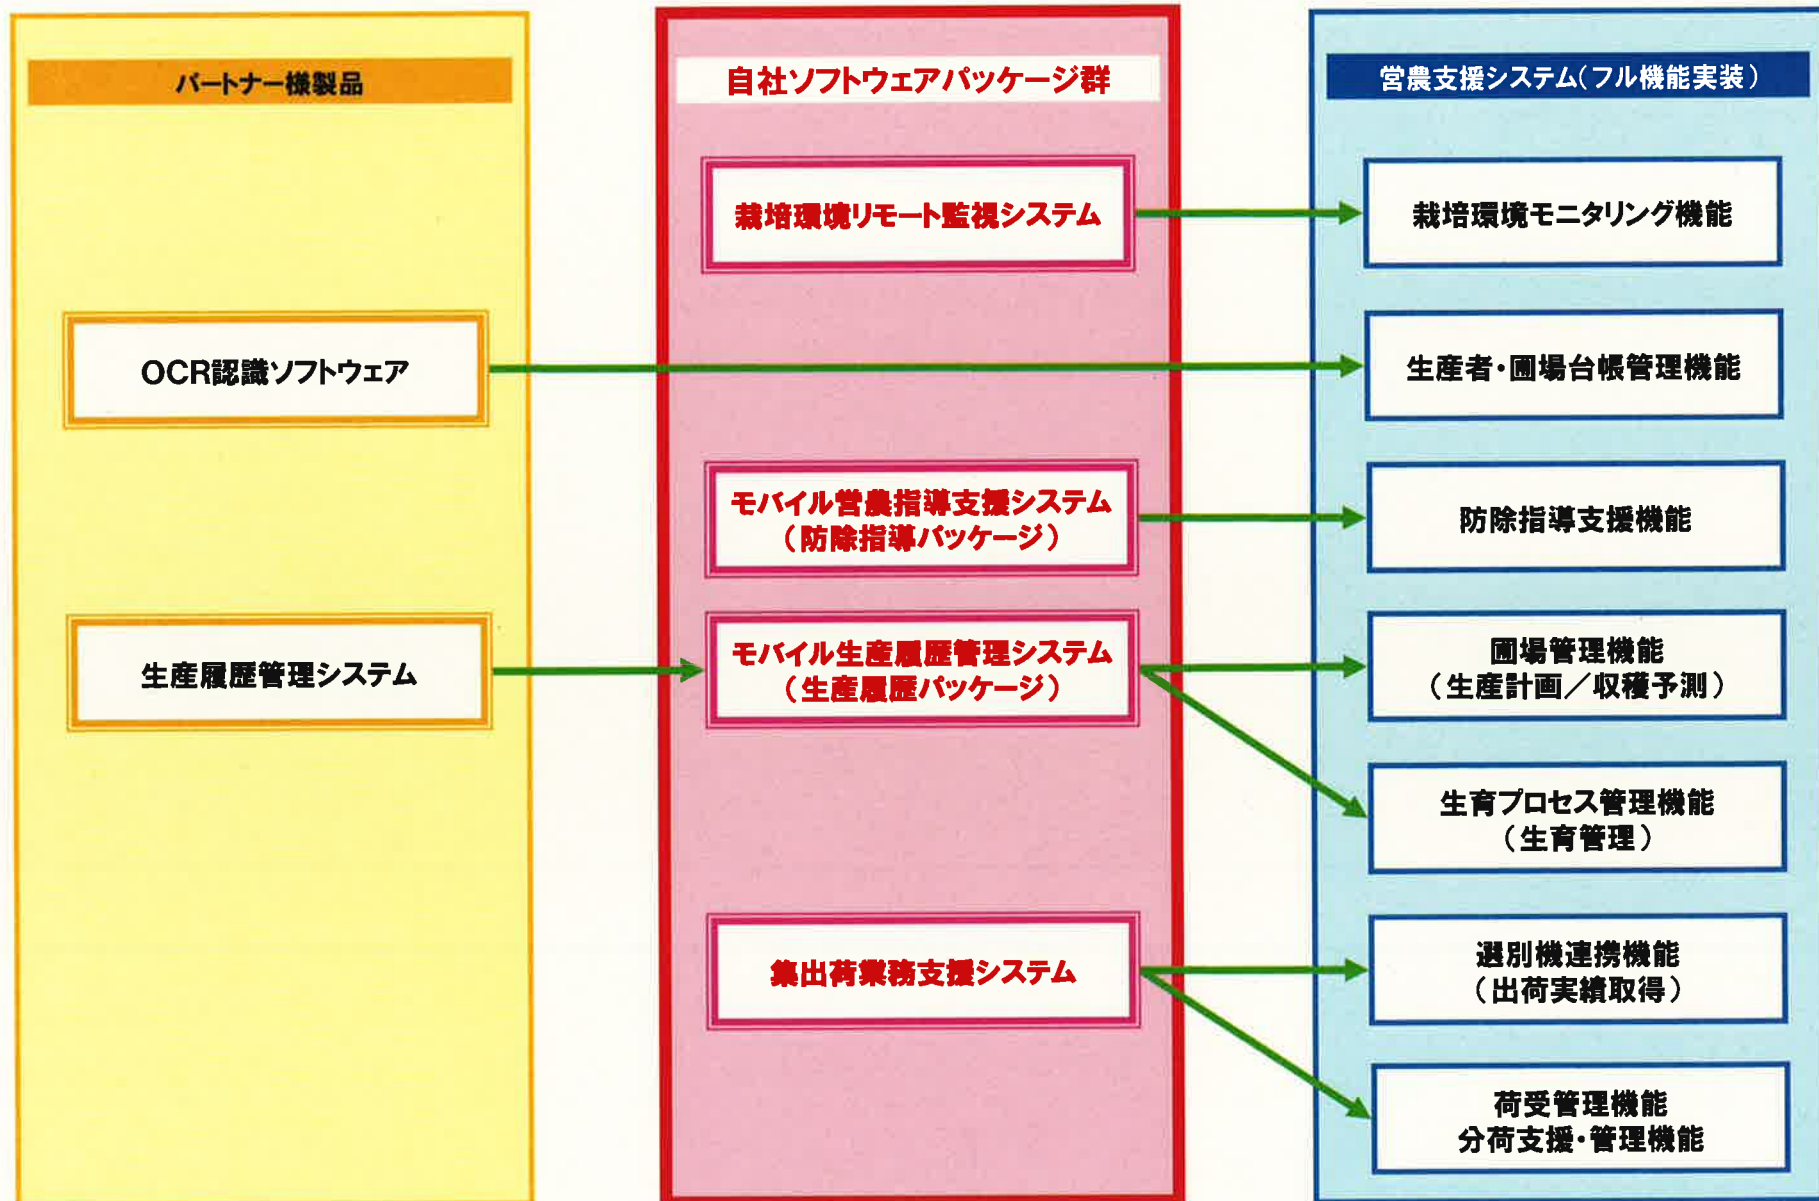 パートナー様製品
OCR認識ソフトウェア
生産履歴管理システム
自社ソフトウェアパッケージ群
栽培環境リモート監視システム
モバイル営農指導支援システム
（防除指導パッケージ）
モバイル生産履歴管理システム
（生産履歴パッケージ）
集出荷業務支援システム
営農支援システム（フル機能実装）
栽培環境モニタリング機能
生産者・圃場台帳管理機能
防除指導支援機能
圃場管理機能
（生産計画／収穫予測）
生育プロセス管理機能
（生育管理）
選別機連携機能
（出荷実績取得）
荷受管理機能
分荷支援・管理機能